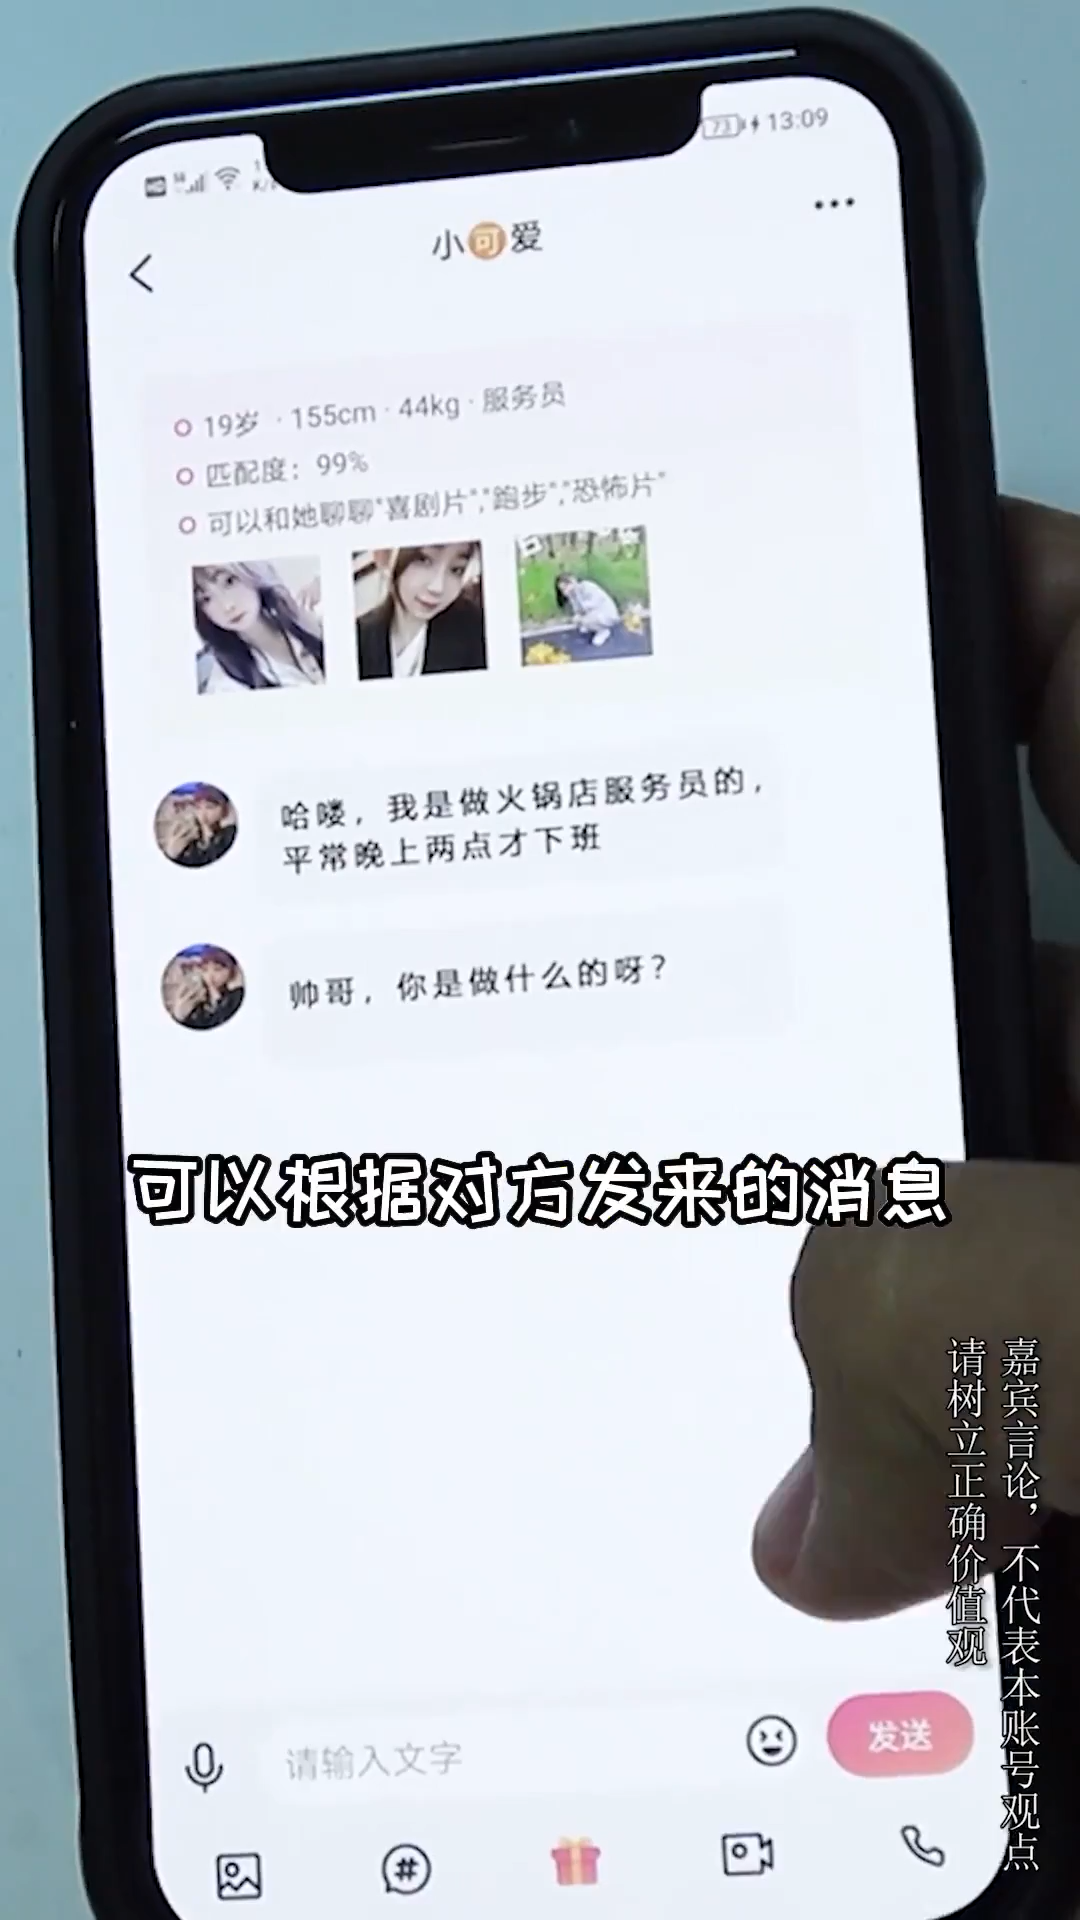 HD
73
13:09
小可爱
19岁 · 155cm · 44kg · 服务员
匹配度：99%
可以和她聊聊"喜剧片","跑步","恐怖片"
哈喽，我是做火锅店服务员的，
平常晚上两点才下班
帅哥，你是做什么的呀？
可以根据对方发来的消息
嘉宾言论，不代表本账号观点
请树立正确价值观
请输入文字
发送